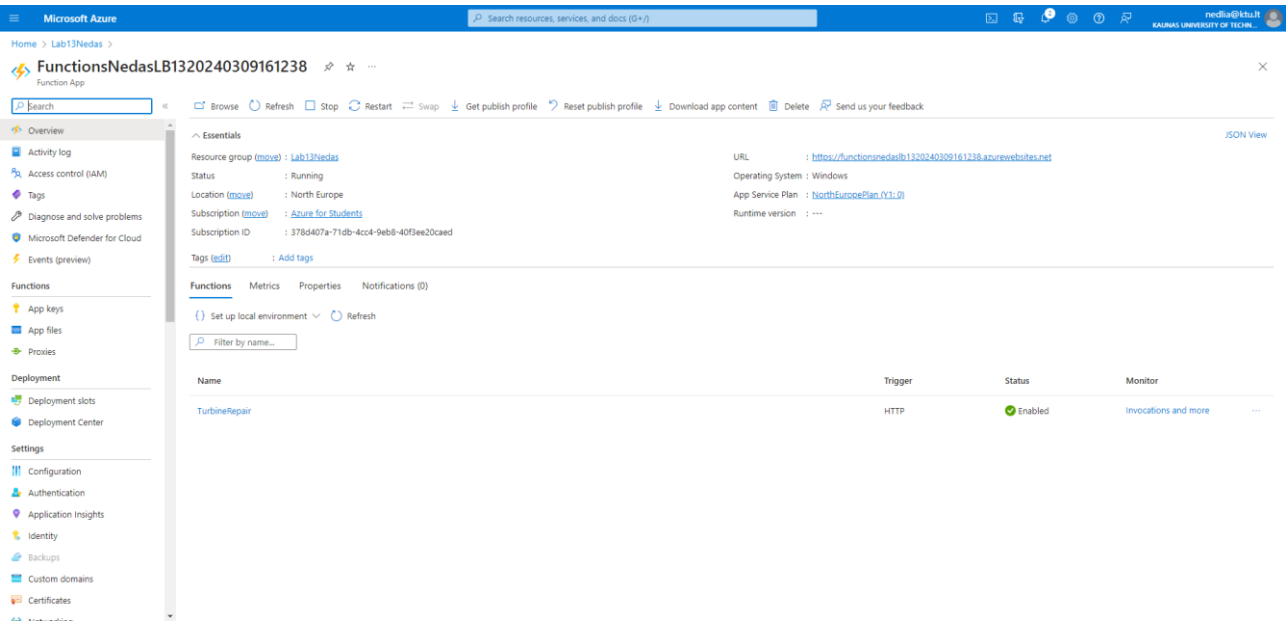 Microsoft Azure
Search resources, services, and docs (G+/)
nedlia@ktu.lt
KAUNAS UNIVERSITY OF TECHN...
Home > Lab13Nedas >
FunctionsNedasLB1320240309161238
Function App
Search
Browse Refresh Stop Restart Swap Get publish profile Reset publish profile Download app content Delete Send us your feedback
Overview
Activity log
Access control (IAM)
Tags
Diagnose and solve problems
Microsoft Defender for Cloud
Events (preview)
Functions
App keys
App files
Proxies
Deployment
Deployment slots
Deployment Center
Settings
Configuration
Authentication
Application Insights
Identity
Backups
Custom domains
Certificates
Essentials
JSON View
Resource group (move) : Lab13Nedas
Status : Running
Location (move) : North Europe
Subscription (move) : Azure for Students
Subscription ID : 378d407a-71db-4cc4-9eb8-40f3ee20caed
URL : https://functionsnedaslb1320240309161238.azurewebsites.net
Operating System : Windows
App Service Plan : NorthEuropePlan (Y1: 0)
Runtime version : ---
Tags (edit) : Add tags
Functions Metrics Properties Notifications (0)
{} Set up local environment Refresh
Filter by name...
Name Trigger Status Monitor
TurbineRepair HTTP Enabled Invocations and more ...